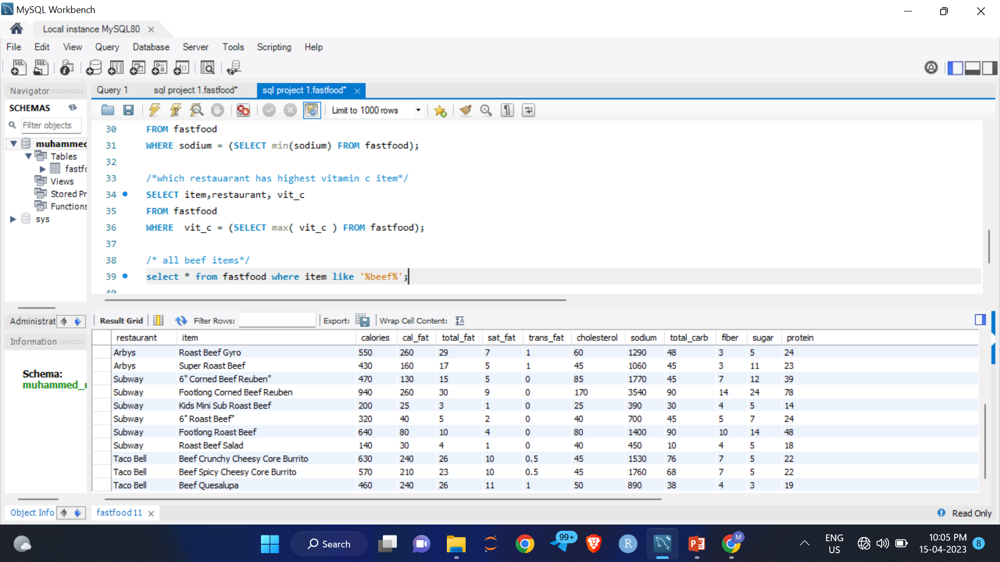 MySQL Workbench
Local instance MySQL80
File Edit View Query Database Server Tools Scripting Help
Navigator
Query 1 sql project 1.fastfood* sql project 1.fastfood*
SCHEMAS
Limit to 1000 rows
Filter objects
muhammed
Tables
fastfo
Views
Stored Pr
Functions
sys
30 FROM fastfood
31 WHERE sodium = (SELECT min(sodium) FROM fastfood);
32
33 /*which restauarant has highest vitamin c item*/
34 SELECT item,restaurant, vit_c
35 FROM fastfood
36 WHERE  vit_c = (SELECT max( vit_c ) FROM fastfood);
37
38 /* all beef items*/
39 select * from fastfood where item like '%beef%';
40
Administrat
Result Grid Filter Rows: Export: Wrap Cell Content:
Information
Schema:
muhammed_
restaurant item calories cal_fat total_fat sat_fat trans_fat cholesterol sodium total_carb fiber sugar protein
Arbys Roast Beef Gyro 550 260 29 7 1 60 1290 48 3 5 24
Arbys Super Roast Beef 430 160 17 5 1 45 1060 45 3 11 23
Subway 6" Corned Beef Reuben" 470 130 15 5 0 85 1770 45 7 12 39
Subway Footlong Corned Beef Reuben 940 260 30 9 0 170 3540 90 14 24 78
Subway Kids Mini Sub Roast Beef 200 25 3 1 0 25 390 30 4 5 14
Subway 6" Roast Beef" 320 40 5 2 0 40 700 45 5 7 24
Subway Footlong Roast Beef 640 80 10 4 0 80 1400 90 10 14 48
Subway Roast Beef Salad 140 30 4 1 0 40 450 10 4 5 18
Taco Bell Beef Crunchy Cheesy Core Burrito 630 240 26 10 0.5 45 1530 76 7 5 22
Taco Bell Beef Spicy Cheesy Core Burrito 570 210 23 10 0.5 45 1760 68 7 5 22
Taco Bell Beef Quesalupa 460 240 26 11 1 50 890 38 4 3 19
Object Info
fastfood 11
Read Only
Search
99+
R
M
ENG
US
10:05 PM
15-04-2023
8